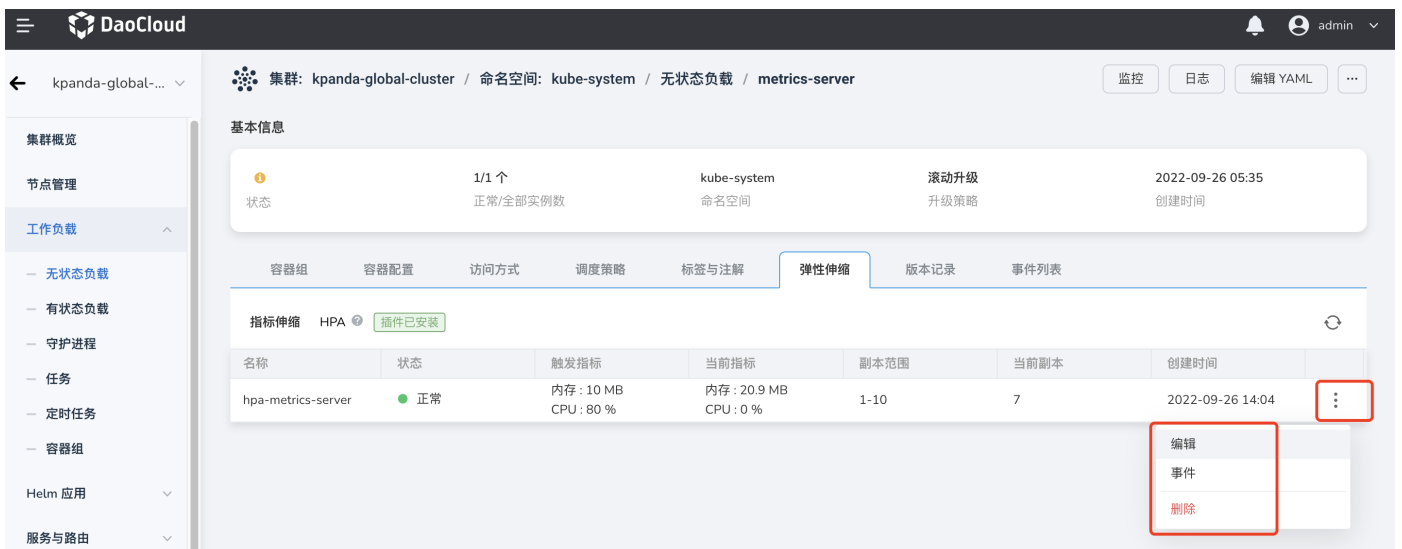 DaoCloud
admin
kpanda-global-...
集群: kpanda-global-cluster / 命名空间: kube-system / 无状态负载 / metrics-server
监控
日志
编辑 YAML
...
集群概览
节点管理
工作负载
无状态负载
有状态负载
守护进程
任务
定时任务
容器组
Helm 应用
服务与路由
基本信息
状态
1/1 个
正常/全部实例数
kube-system
命名空间
滚动升级
升级策略
2022-09-26 05:35
创建时间
容器组 容器配置 访问方式 调度策略 标签与注解 弹性伸缩 版本记录 事件列表
指标伸缩 HPA 插件已安装
名称 状态 触发指标 当前指标 副本范围 当前副本 创建时间
hpa-metrics-server 正常 内存 : 10 MB 内存 : 20.9 MB 1-10 7 2022-09-26 14:04
CPU : 80 % CPU : 0 %
编辑
事件
删除